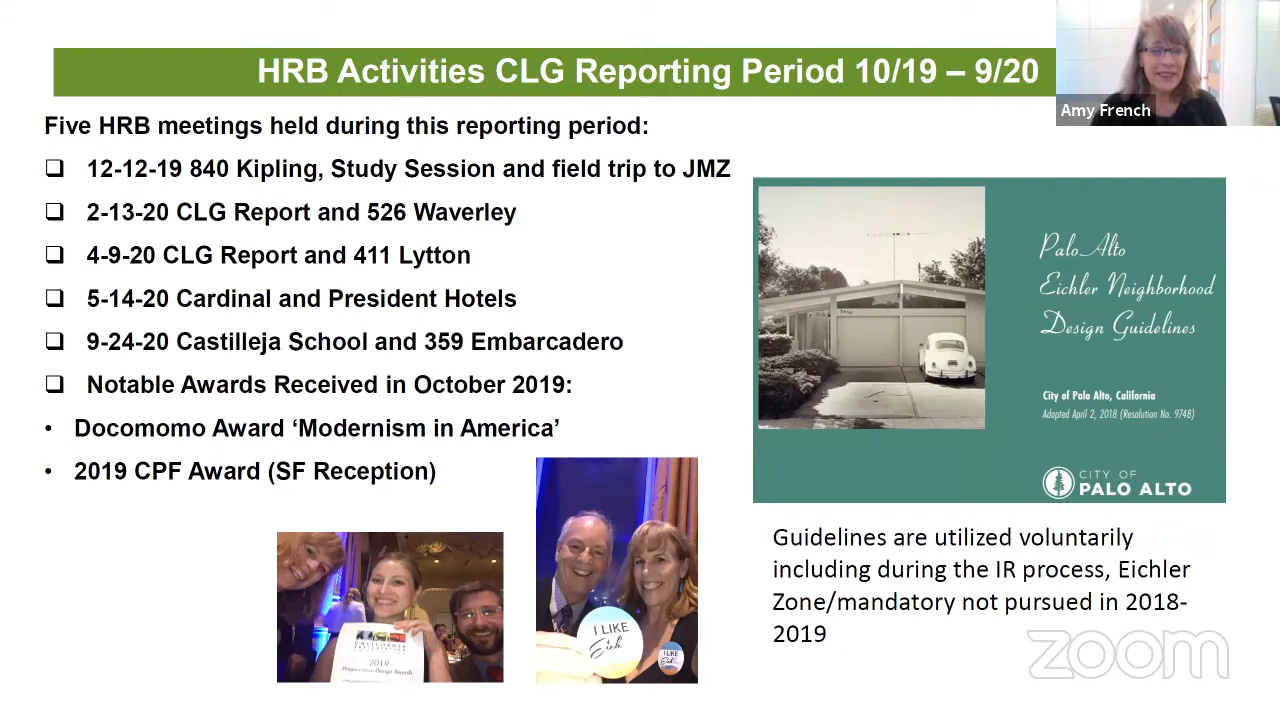 HRB Activities CLG Reporting Period 10/19 – 9/20
Amy French
Five HRB meetings held during this reporting period:
❑ 12-12-19 840 Kipling, Study Session and field trip to JMZ
❑ 2-13-20 CLG Report and 526 Waverley
❑ 4-9-20 CLG Report and 411 Lytton
❑ 5-14-20 Cardinal and President Hotels
❑ 9-24-20 Castilleja School and 359 Embarcadero
❑ Notable Awards Received in October 2019:
• Docomomo Award ‘Modernism in America’
• 2019 CPF Award (SF Reception)
Palo Alto
Eichler Neighborhood
Design Guidelines
City of Palo Alto, California
Adopted April 2, 2018 (Resolution No. 9748)
CITY OF
PALO ALTO
Guidelines are utilized voluntarily
including during the IR process, Eichler
Zone/mandatory not pursued in 2018-
2019
CALIFORNIA
2019
Preservation Design Awards
I LIKE
Eich
I LIKE
zoom